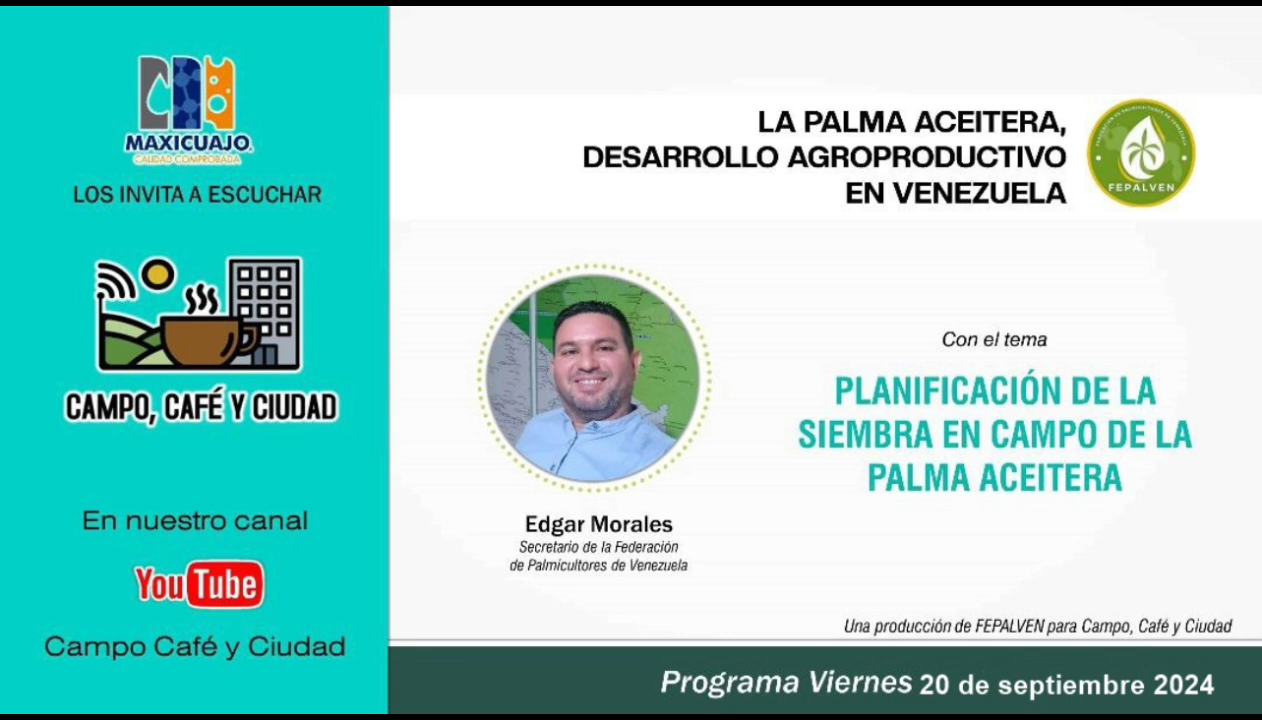 MAXICUAJO
CALIDAD COMPROBADA
LOS INVITA A ESCUCHAR
CAMPO, CAFÉ Y CIUDAD
En nuestro canal
YouTube
Campo Café y Ciudad
LA PALMA ACEITERA,
DESARROLLO AGROPRODUCTIVO
EN VENEZUELA
FEPALVEN
Con el tema
PLANIFICACIÓN DE LA
SIEMBRA EN CAMPO DE LA
PALMA ACEITERA
Edgar Morales
Secretario de la Federación
de Palmicultores de Venezuela
Una producción de FEPALVEN para Campo, Café y Ciudad
Programa Viernes 20 de septiembre 2024